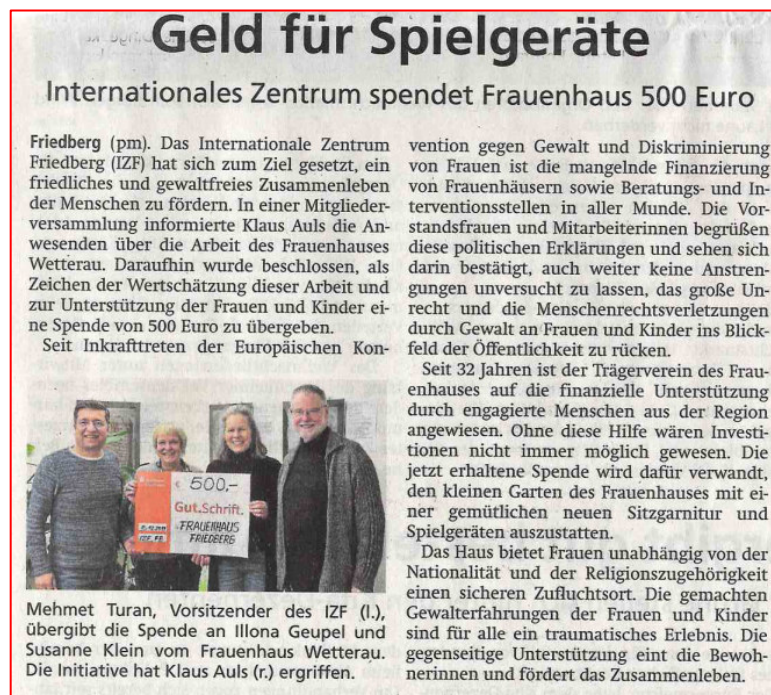 Geld für Spielgeräte
Internationales Zentrum spendet Frauenhaus 500 Euro
Friedberg (pm). Das Internationale Zentrum
Friedberg (IZF) hat sich zum Ziel gesetzt, ein
friedliches und gewaltfreies Zusammenleben
der Menschen zu fördern. In einer Mitglieder-
versammlung informierte Klaus Auls die An-
wesenden über die Arbeit des Frauenhauses
Wetterau. Daraufhin wurde beschlossen, als
Zeichen der Wertschätzung dieser Arbeit und
zur Unterstützung der Frauen und Kinder ei-
ne Spende von 500 Euro zu übergeben.
Seit Inkrafttreten der Europäischen Kon-
€ 500,-
Gut.Schrift.
FRAUENHAUS
FRIEDBERG
IZF, FB.
Mehmet Turan, Vorsitzender des IZF (l.),
übergibt die Spende an Illona Geupel und
Susanne Klein vom Frauenhaus Wetterau.
Die Initiative hat Klaus Auls (r.) ergriffen.
vention gegen Gewalt und Diskriminierung
von Frauen ist die mangelnde Finanzierung
von Frauenhäusern sowie Beratungs- und In-
terventionsstellen in aller Munde. Die Vor-
standsfrauen und Mitarbeiterinnen begrüßen
diese politischen Erklärungen und sehen sich
darin bestätigt, auch weiter keine Anstren-
gungen unversucht zu lassen, das große Un-
recht und die Menschenrechtsverletzungen
durch Gewalt an Frauen und Kinder ins Blick-
feld der Öffentlichkeit zu rücken.
Seit 32 Jahren ist der Trägerverein des Frau-
enhauses auf die finanzielle Unterstützung
durch engagierte Menschen aus der Region
angewiesen. Ohne diese Hilfe wären Investi-
tionen nicht immer möglich gewesen. Die
jetzt erhaltene Spende wird dafür verwandt,
den kleinen Garten des Frauenhauses mit ei-
ner gemütlichen neuen Sitzgarnitur und
Spielgeräten auszustatten.
Das Haus bietet Frauen unabhängig von der
Nationalität und der Religionszugehörigkeit
einen sicheren Zufluchtsort. Die gemachten
Gewalterfahrungen der Frauen und Kinder
sind für alle ein traumatisches Erlebnis. Die
gegenseitige Unterstützung eint die Bewoh-
nerinnen und fördert das Zusammenleben.